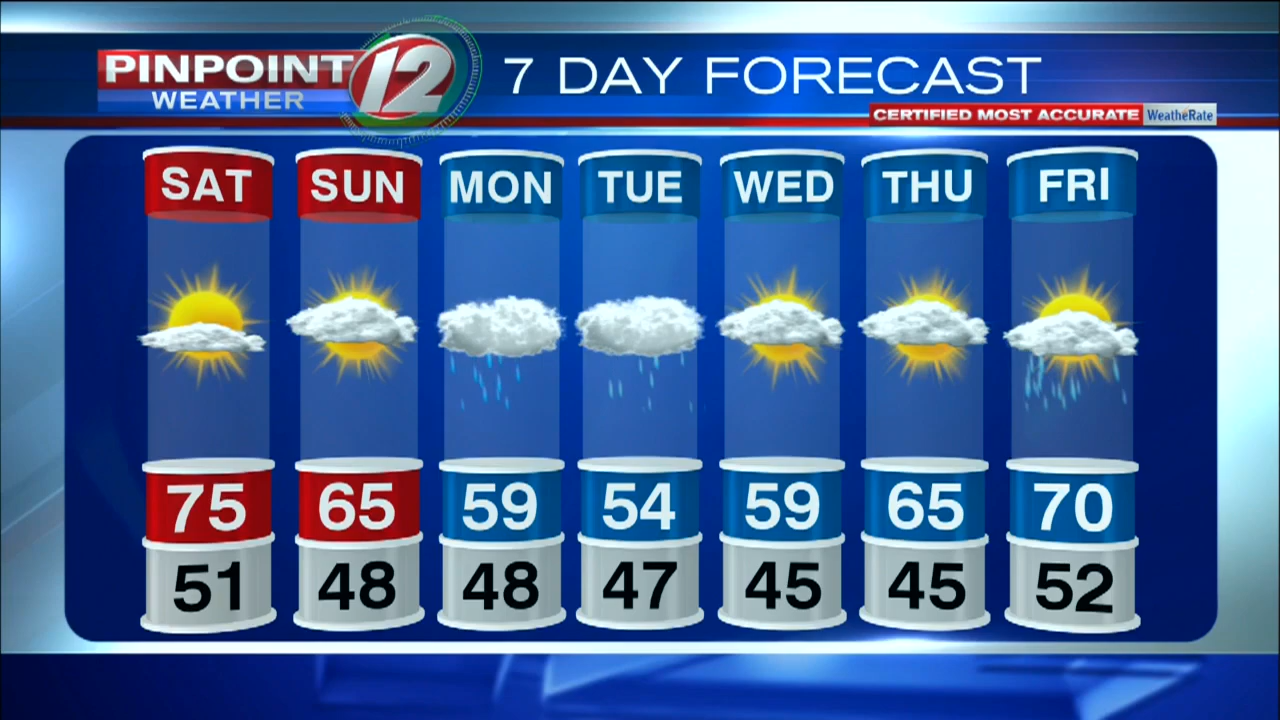 PINPOINT 12
WEATHER
7 DAY FORECAST
CERTIFIED MOST ACCURATE WeatheRate
SAT SUN MON TUE WED THU FRI
75 65 59 54 59 65 70
51 48 48 47 45 45 52